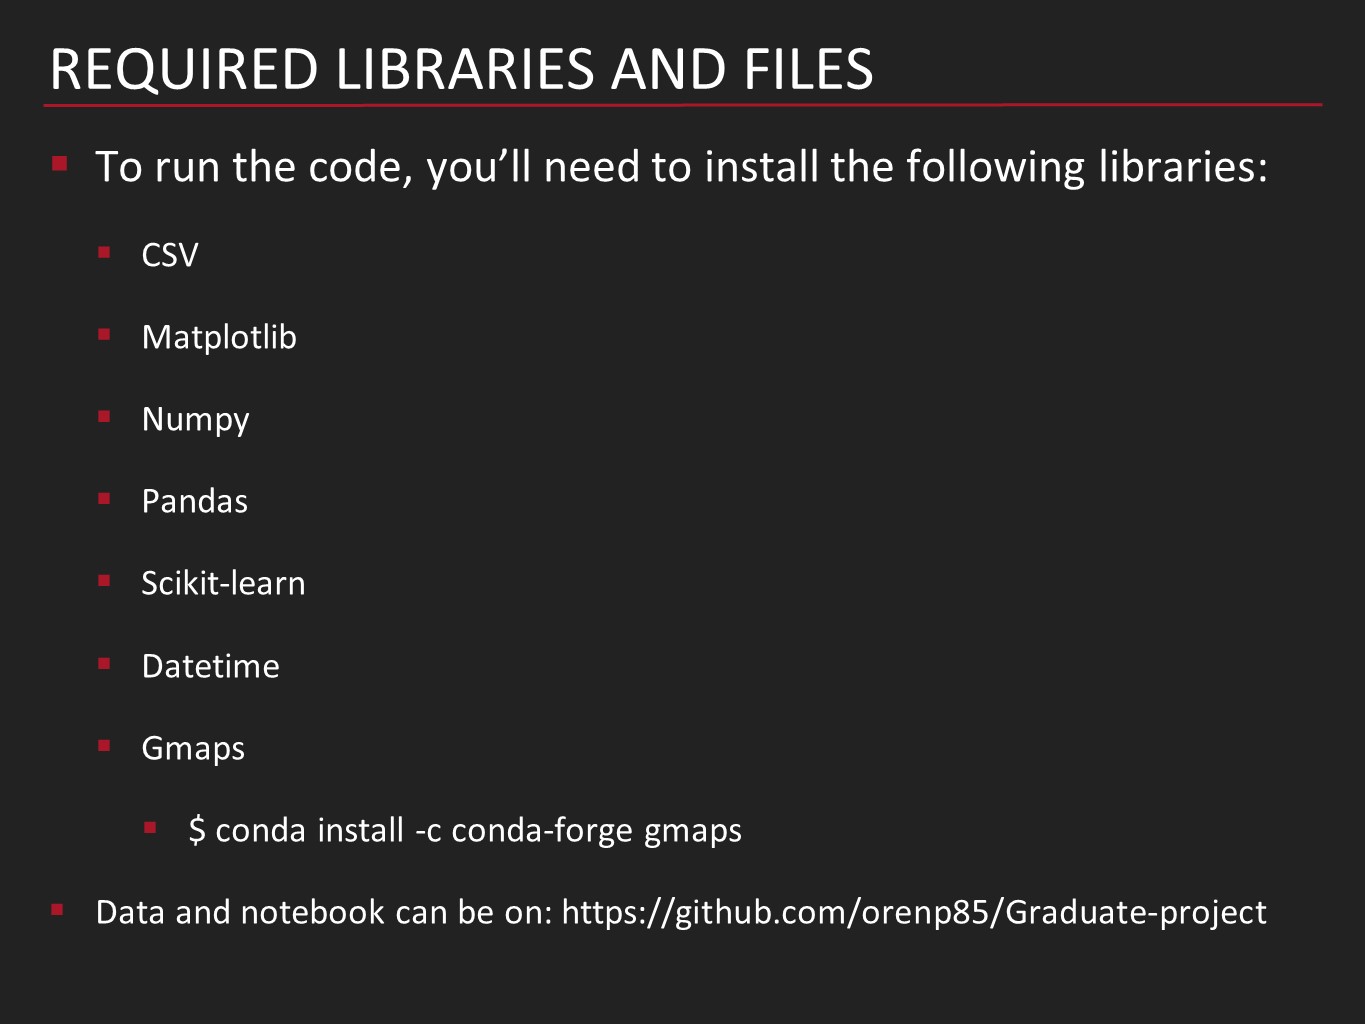 REQUIRED LIBRARIES AND FILES
To run the code, you’ll need to install the following libraries:
CSV
Matplotlib
Numpy
Pandas
Scikit-learn
Datetime
Gmaps
$ conda install -c conda-forge gmaps
Data and notebook can be on: https://github.com/orenp85/Graduate-project